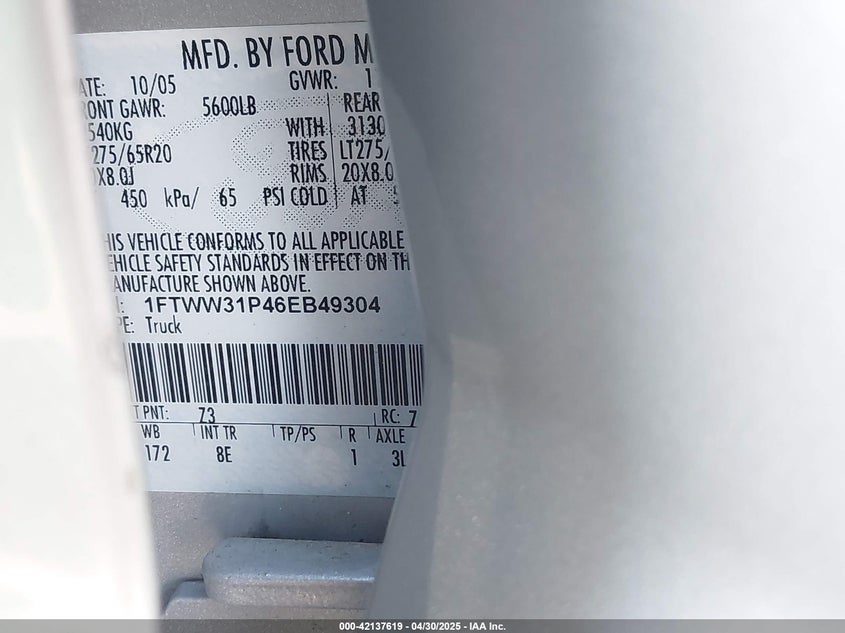 MFD. BY FORD M
ATE: 10/05 GVWR: 1
RONT GAWR: 5600LB REAR
540KG WITH 3130
275/65R20 TIRES LT275/
X8.0J RIMS 20X8.0
450 kPa/ 65 PSI COLD AT
HIS VEHICLE CONFORMS TO ALL APPLICABLE
EHICLE SAFETY STANDARDS IN EFFECT ON TH
ANUFACTURE SHOWN ABOVE.
: 1FTWW31P46EB49304
PE: Truck
T PNT: Z3 RC: 7
WB INT TR TP/PS R AXLE
172 8E 1 3L
000-42137619 - 04/30/2025 - IAA Inc.